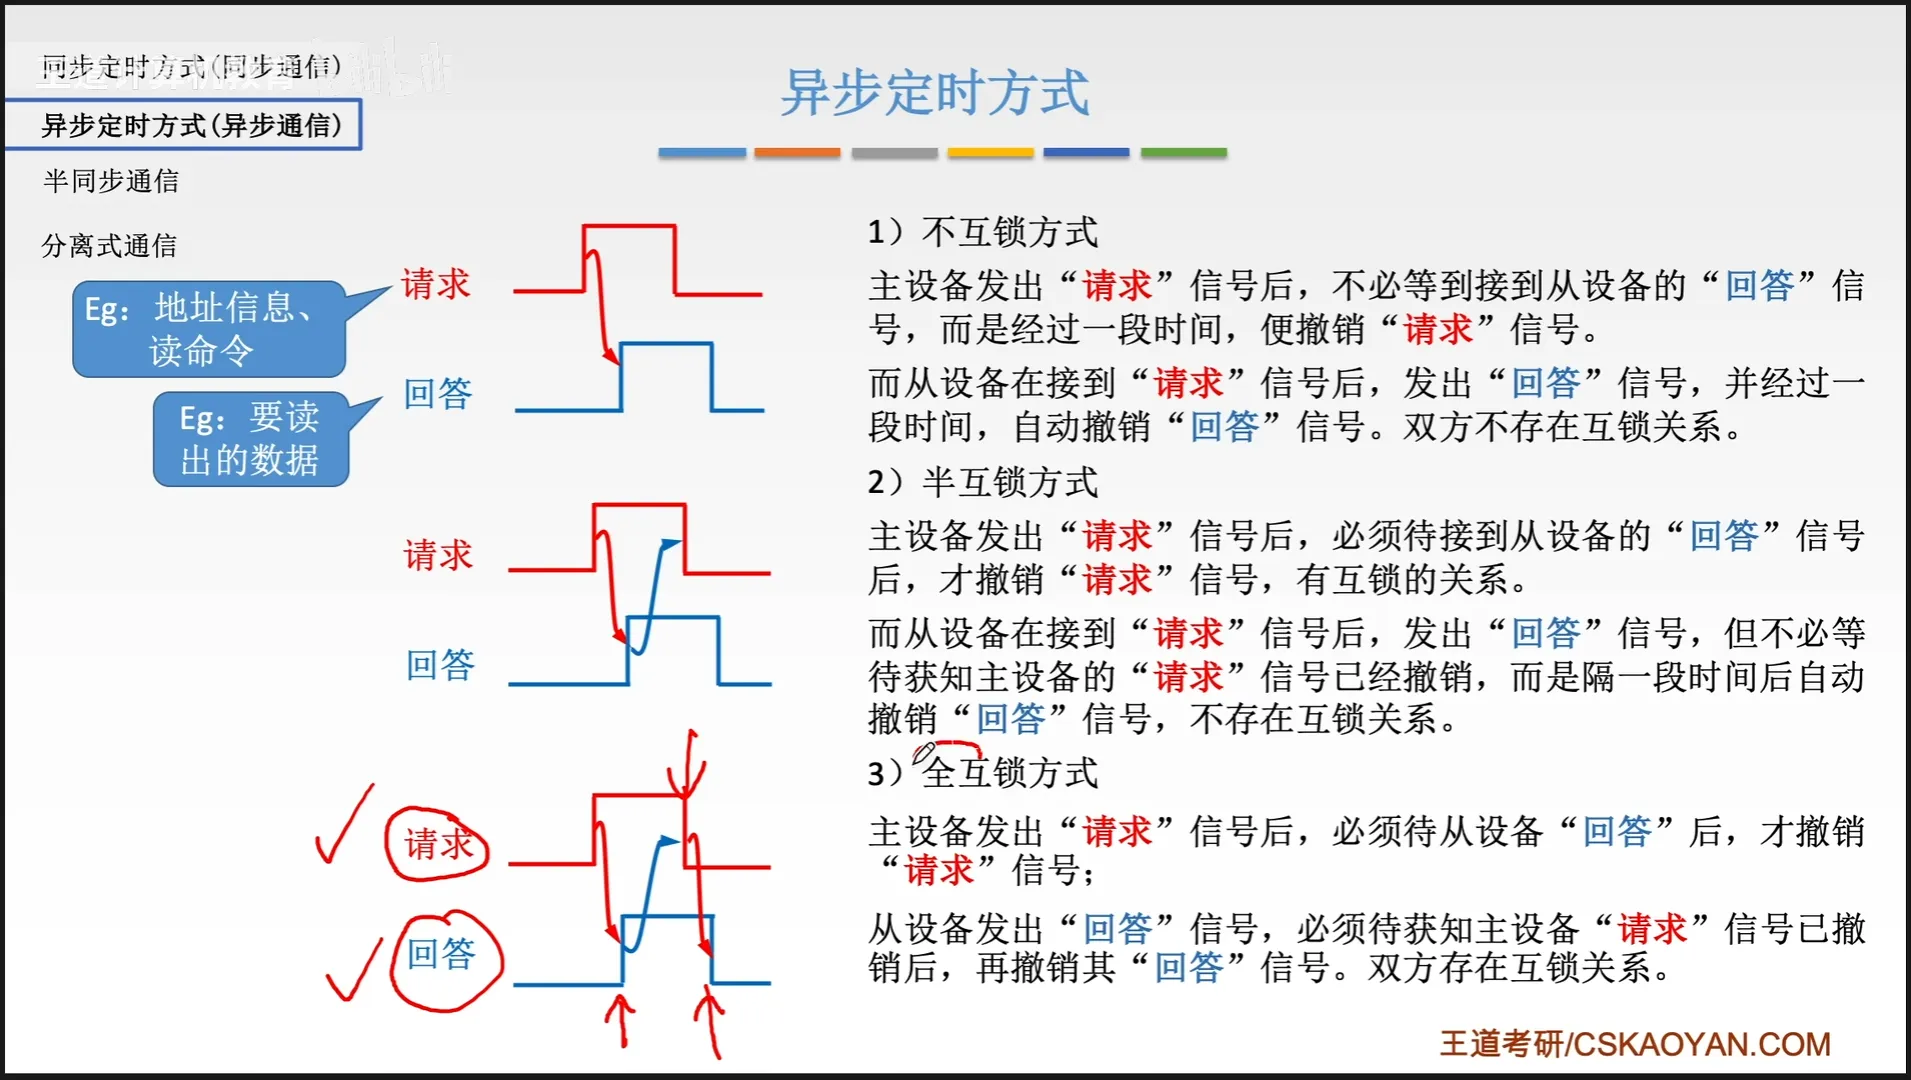 同步定时方式(同步通信)
王道计算机教育
异步定时方式(异步通信)
半同步通信
分离式通信
异步定时方式
Eg：地址信息、
读命令
Eg：要读
出的数据
请求
回答
请求
回答
请求
回答
1）不互锁方式
主设备发出“请求”信号后，不必等到接到从设备的“回答”信
号，而是经过一段时间，便撤销“请求”信号。
而从设备在接到“请求”信号后，发出“回答”信号，并经过一
段时间，自动撤销“回答”信号。双方不存在互锁关系。
2）半互锁方式
主设备发出“请求”信号后，必须待接到从设备的“回答”信号
后，才撤销“请求”信号，有互锁的关系。
而从设备在接到“请求”信号后，发出“回答”信号，但不必等
待获知主设备的“请求”信号已经撤销，而是隔一段时间后自动
撤销“回答”信号，不存在互锁关系。
3）全互锁方式
主设备发出“请求”信号后，必须待从设备“回答”后，才撤销
“请求”信号；
从设备发出“回答”信号，必须待获知主设备“请求”信号已撤
销后，再撤销其“回答”信号。双方存在互锁关系。
王道考研/CSKAOYAN.COM